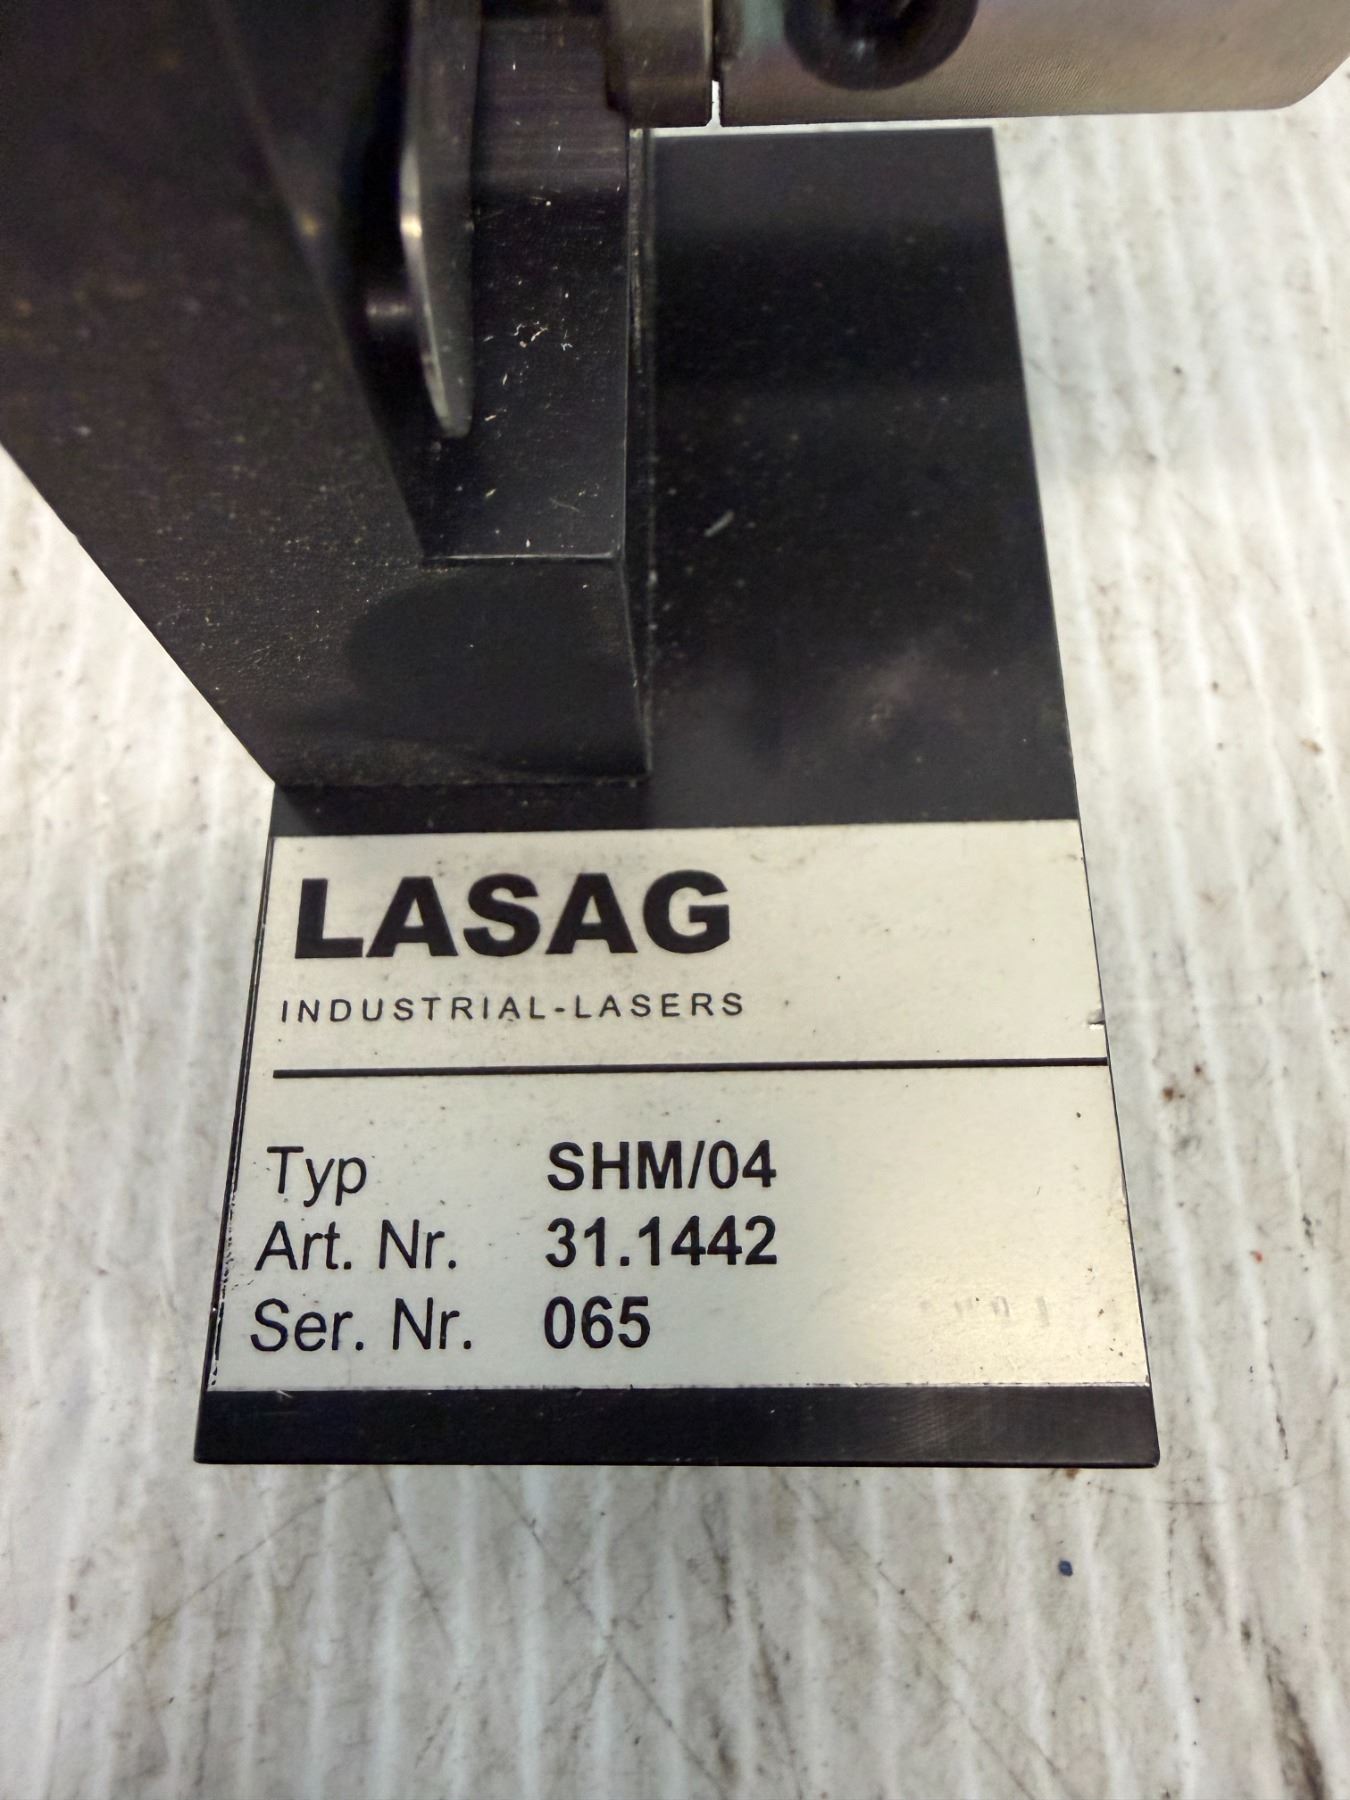 LASAG
INDUSTRIAL-LASERS
Typ SHM/04
Art. Nr. 31.1442
Ser. Nr. 065